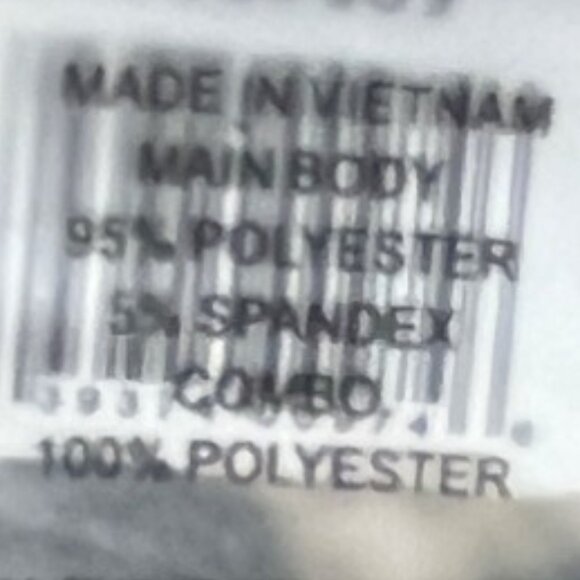 MADE IN VIETNAM
MAIN BODY
95% POLYESTER
5% SPANDEX
COMBO
100% POLYESTER